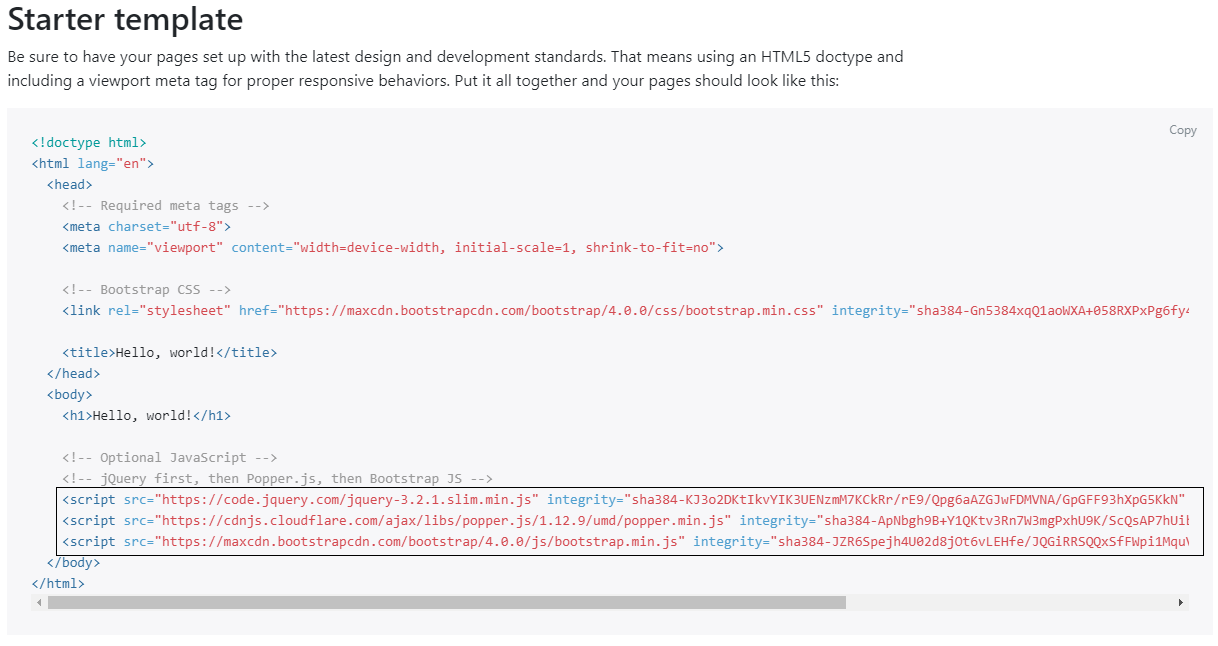 Starter template
Be sure to have your pages set up with the latest design and development standards. That means using an HTML5 doctype and
including a viewport meta tag for proper responsive behaviors. Put it all together and your pages should look like this:
Copy
<!doctype html>
<html lang="en">
<head>
<!-- Required meta tags -->
<meta charset="utf-8">
<meta name="viewport" content="width=device-width, initial-scale=1, shrink-to-fit=no">
<!-- Bootstrap CSS -->
<link rel="stylesheet" href="https://maxcdn.bootstrapcdn.com/bootstrap/4.0.0/css/bootstrap.min.css" integrity="sha384-Gn5384xqQ1aoWXA+058RXPxPg6fy4
<title>Hello, world!</title>
</head>
<body>
<h1>Hello, world!</h1>
<!-- Optional JavaScript -->
<!-- jQuery first, then Popper.js, then Bootstrap JS -->
<script src="https://code.jquery.com/jquery-3.2.1.slim.min.js" integrity="sha384-KJ3o2DKtIkvYIK3UENzmM7KCkRr/rE9/Qpg6aAZGJwFDMVNA/GpGFF93hXpG5KkN"
<script src="https://cdnjs.cloudflare.com/ajax/libs/popper.js/1.12.9/umd/popper.min.js" integrity="sha384-ApNbgh9B+Y1QKtv3Rn7W3mgPxhU9K/ScQsAP7hUi
<script src="https://maxcdn.bootstrapcdn.com/bootstrap/4.0.0/js/bootstrap.min.js" integrity="sha384-JZR6Spejh4U02d8jOt6vLEHfe/JQGiRRSQQxSfFWpi1Mqu
</body>
</html>